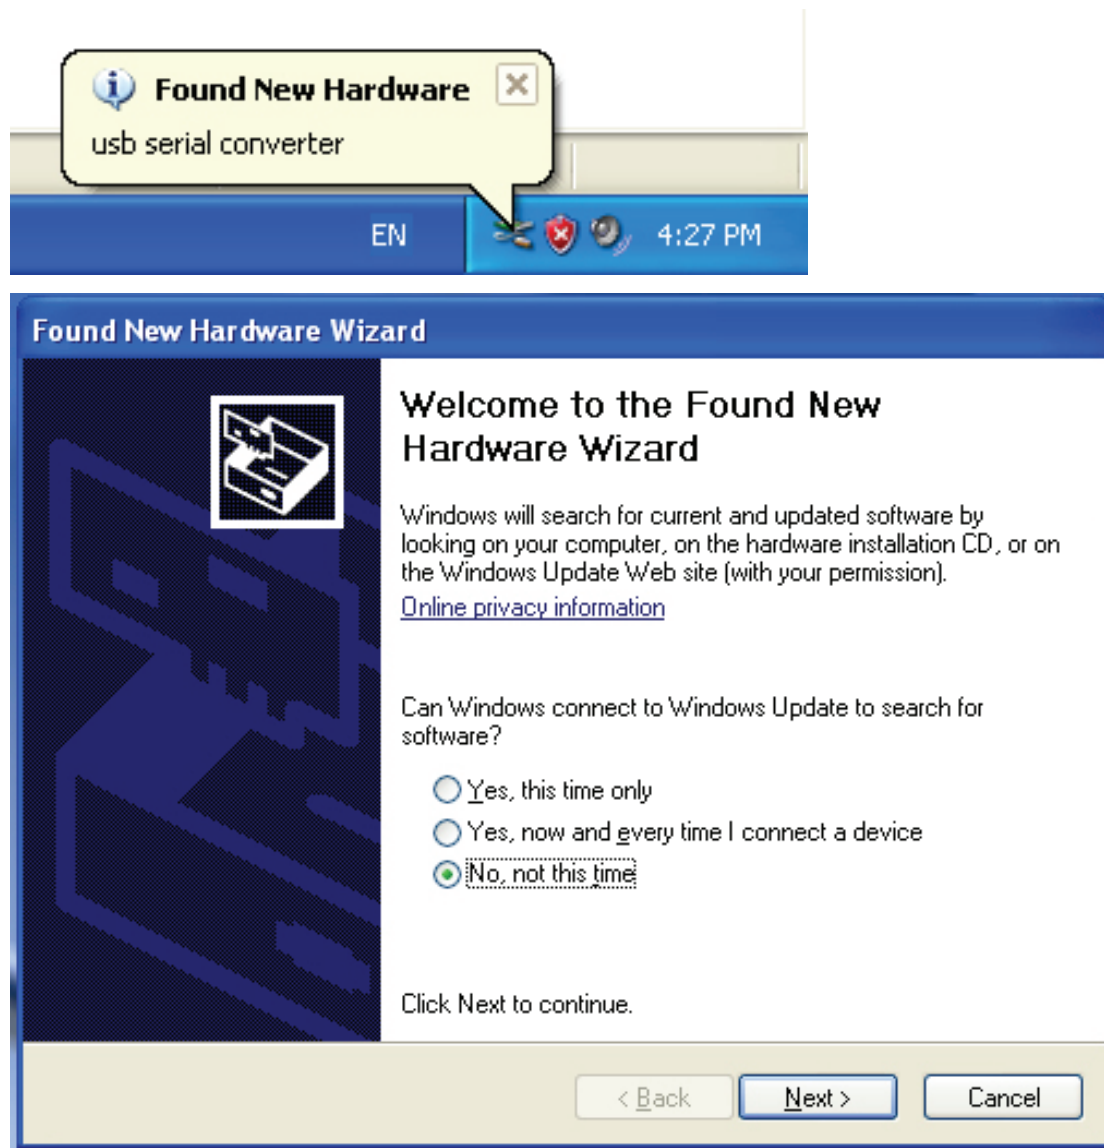 Found New Hardware
usb serial converter
EN 4:27 PM
Found New Hardware Wizard
Welcome to the Found New
Hardware Wizard
Windows will search for current and updated software by
looking on your computer, on the hardware installation CD, or on
the Windows Update Web site (with your permission).
Online privacy information
Can Windows connect to Windows Update to search for
software?
Yes, this time only
Yes, now and every time I connect a device
No, not this time
Click Next to continue.
< Back Next > Cancel